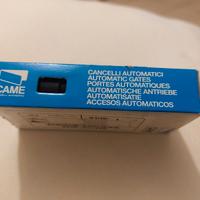 CAME
CANCELLI AUTOMATICI
AUTOMATIC GATES
PORTES AUTOMATIQUES
AUTOMATISCHE ANTRIEBE
AUTOMATISATIE
ACCESOS AUTOMATICOS